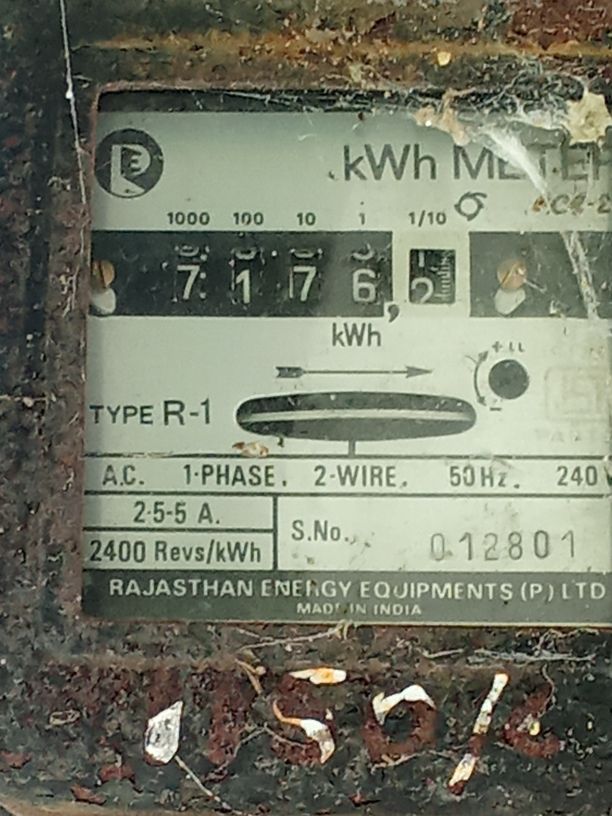 kWh METER
1000 100 10 1 1/10
7 1 7 6, 2
kWh
+
-
TYPE R-1
A.C. 1-PHASE. 2-WIRE. 50Hz. 240V
2·5-5 A.
2400 Revs/kWh
S.No. 012801
RAJASTHAN ENERGY EQUIPMENTS (P) LTD
MADE IN INDIA